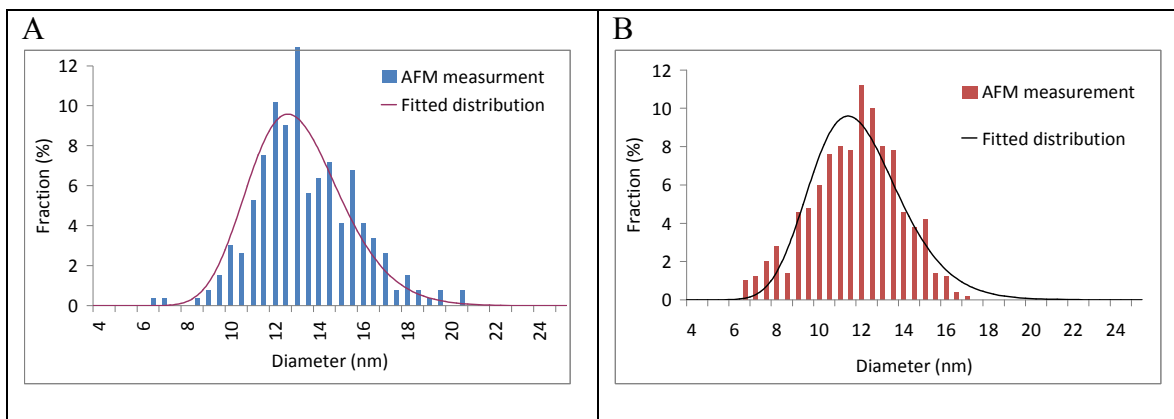 A
12
10
8
6
4
2
0
Fraction (%)
AFM measurment
Fitted distribution
4 6 8 10 12 14 16 18 20 22 24
Diameter (nm)
B
12
10
8
6
4
2
0
Fraction (%)
AFM measurement
Fitted distribution
4 6 8 10 12 14 16 18 20 22 24
Diameter (nm)